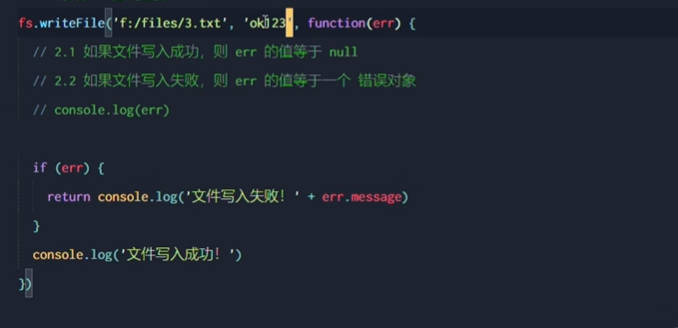 fs.writeFile('f:/files/3.txt', 'ok123', function(err) {
// 2.1 如果文件写入成功，则 err 的值等于 null
// 2.2 如果文件写入失败，则 err 的值等于一个 错误对象
// console.log(err)
if (err) {
return console.log('文件写入失败！' + err.message)
}
console.log('文件写入成功！')
})